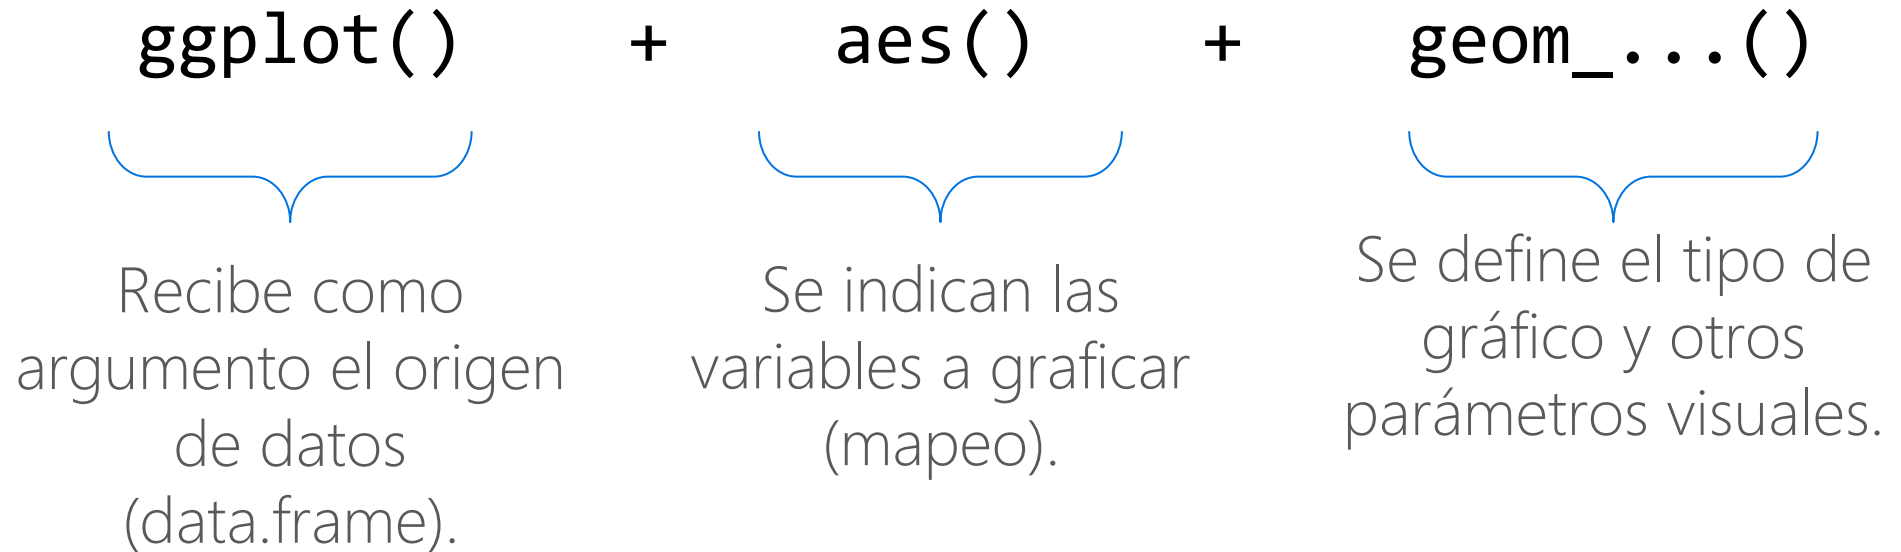 ggplot() + aes() + geom_...()
Recibe como
argumento el origen
de datos
(data.frame).
Se indican las
variables a graficar
(mapeo).
Se define el tipo de
gráfico y otros
parámetros visuales.